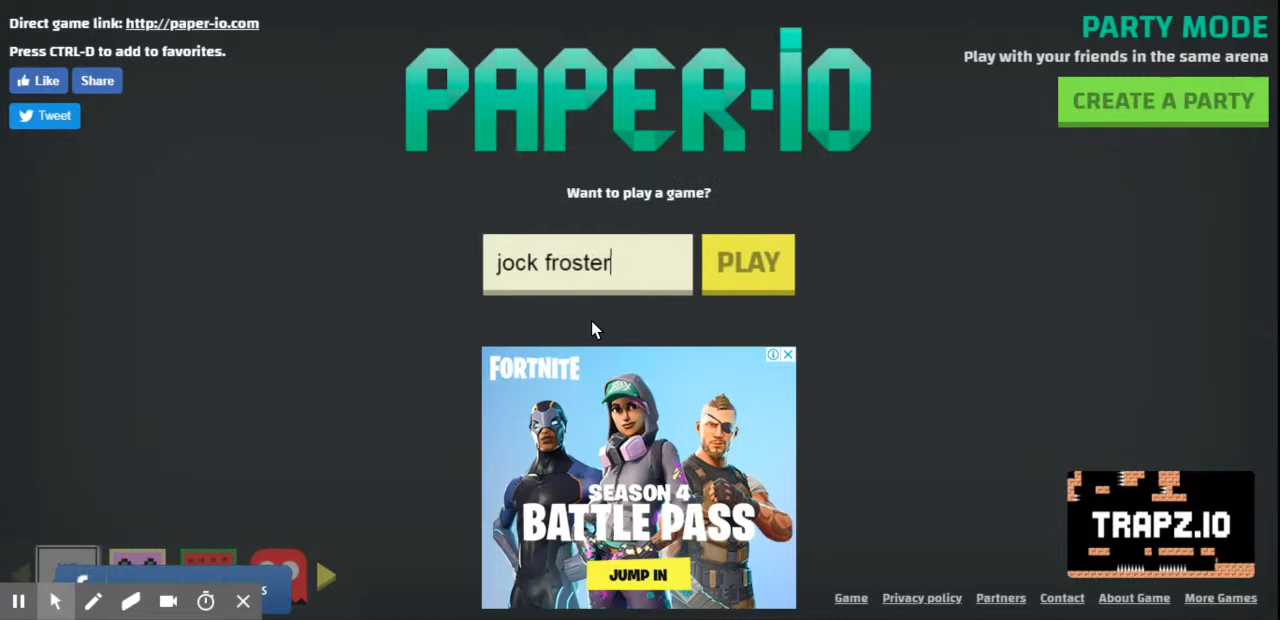 Direct game link: http://paper-io.com
Press CTRL-D to add to favorites.
Like
Share
Tweet
PAPER-IO
PARTY MODE
Play with your friends in the same arena
CREATE A PARTY
Want to play a game?
jock froster
PLAY
FORTNITE
SEASON 4
BATTLE PASS
JUMP IN
TRAPZ.IO
Game
Privacy policy
Partners
Contact
About Game
More Games